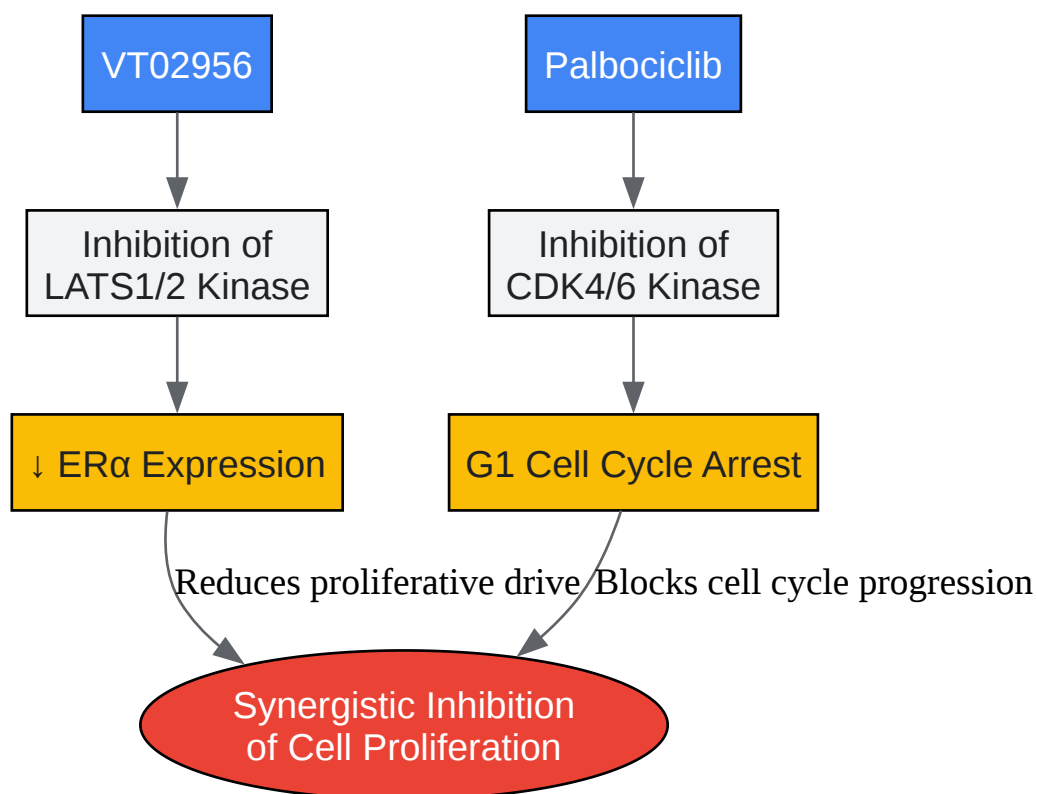 VT02956
Palbociclib
Inhibition of
LATS1/2 Kinase
Inhibition of
CDK4/6 Kinase
↓ ERα Expression
G1 Cell Cycle Arrest
Reduces proliferative drive
Blocks cell cycle progression
Synergistic Inhibition
of Cell Proliferation